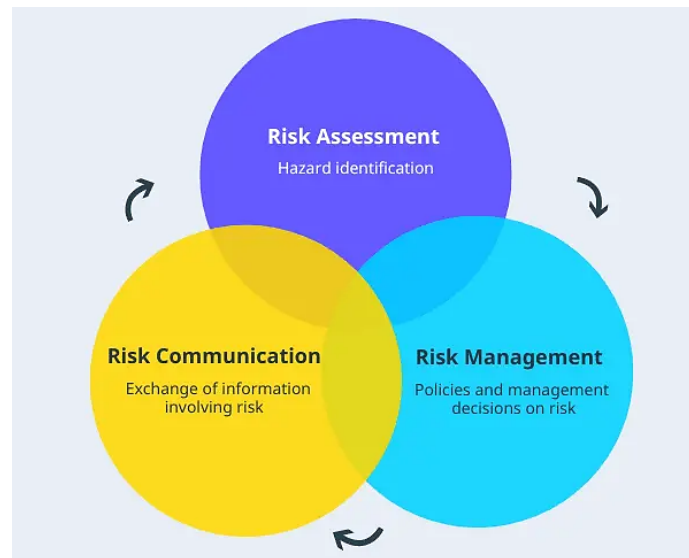 Risk Assessment
Hazard identification
Risk Communication
Exchange of information
involving risk
Risk Management
Policies and management
decisions on risk